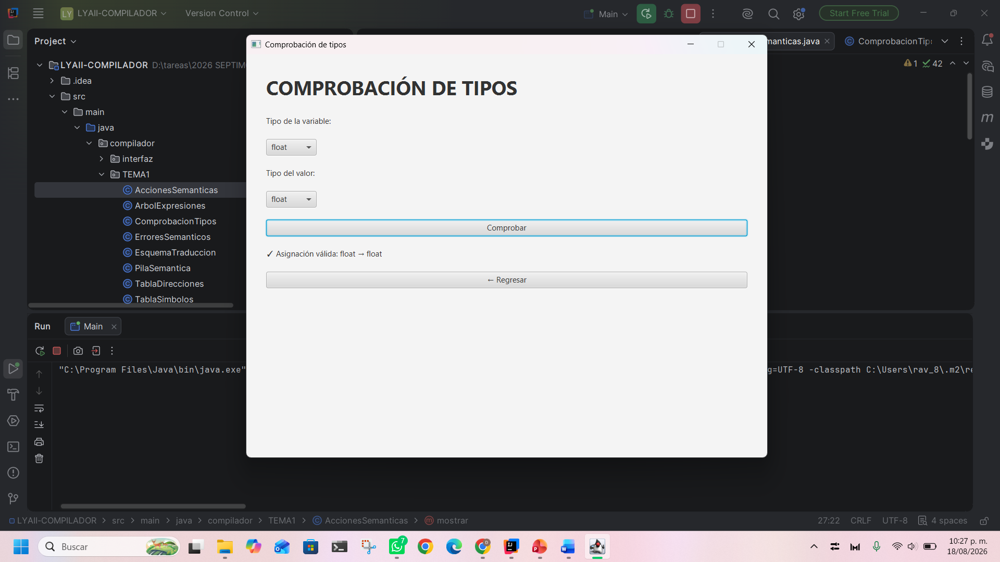 LY LYAII-COMPILADOR
Version Control
Main
Start Free Trial
Project
LYAII-COMPILADOR D:\tareas\2026 SEPTIM
.idea
src
main
java
compilador
interfaz
TEMA1
AccionesSemanticas
ArbolExpresiones
ComprobacionTipos
ErroresSemanticos
EsquemaTraduccion
PilaSemantica
TablaDirecciones
TablaSimbolos
manticas.java
ComprobacionTip
1 42
Comprobación de tipos
COMPROBACIÓN DE TIPOS
Tipo de la variable:
float
Tipo del valor:
float
Comprobar
✓ Asignación válida: float → float
← Regresar
Run
Main
"C:\Program Files\Java\bin\java.exe"
g=UTF-8 -classpath C:\Users\rav_8\.m2\re
LYAII-COMPILADOR > src > main > java > compilador > TEMA1 > AccionesSemanticas > mostrar
27:22 CRLF UTF-8 4 spaces
Buscar
7
10:27 p. m.
18/08/2026